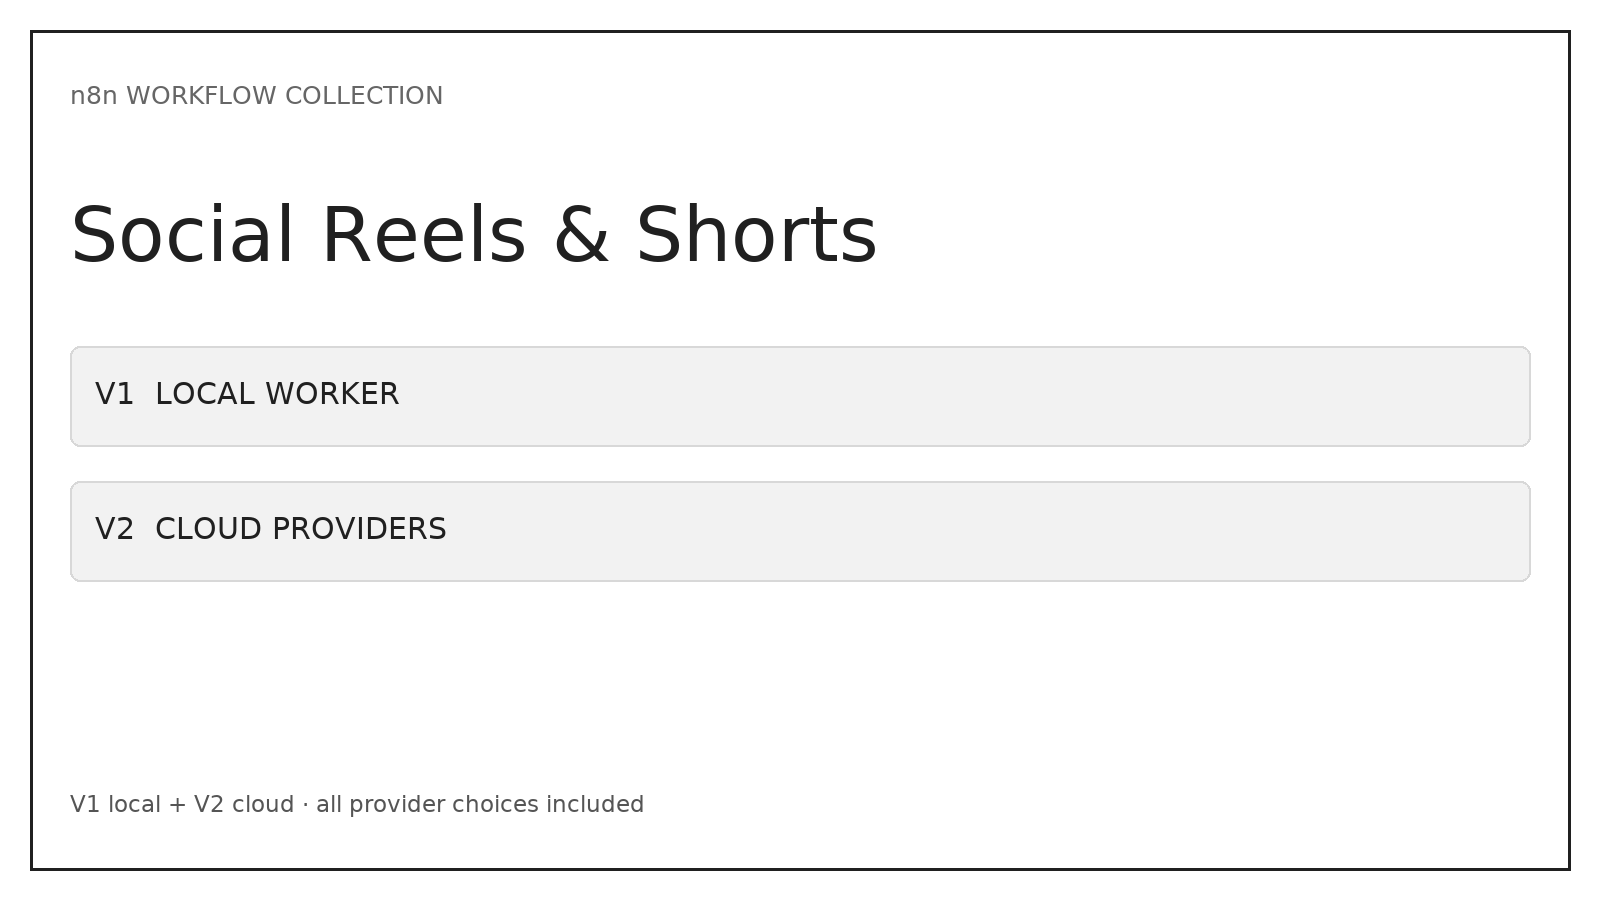 n8n WORKFLOW COLLECTION
Social Reels & Shorts
V1 LOCAL WORKER
V2 CLOUD PROVIDERS
V1 local + V2 cloud · all provider choices included